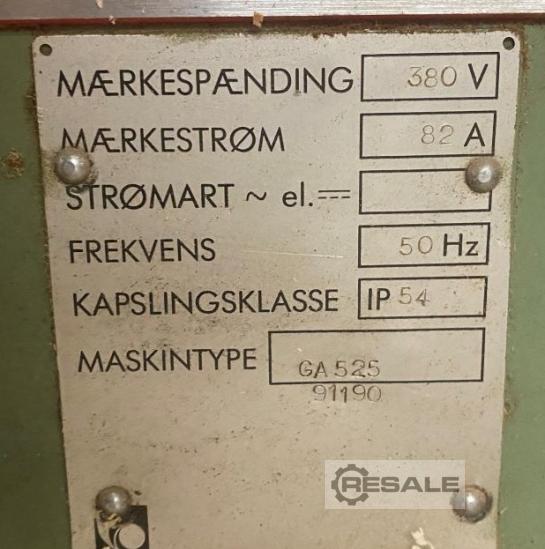 MÆRKESPÆNDING 380 V
MÆRKESTRØM 82 A
STRØMART ~ el. ⎓
FREKVENS 50 Hz
KAPSLINGSKLASSE IP 54
MASKINTYPE GA 525
91190
RESALE